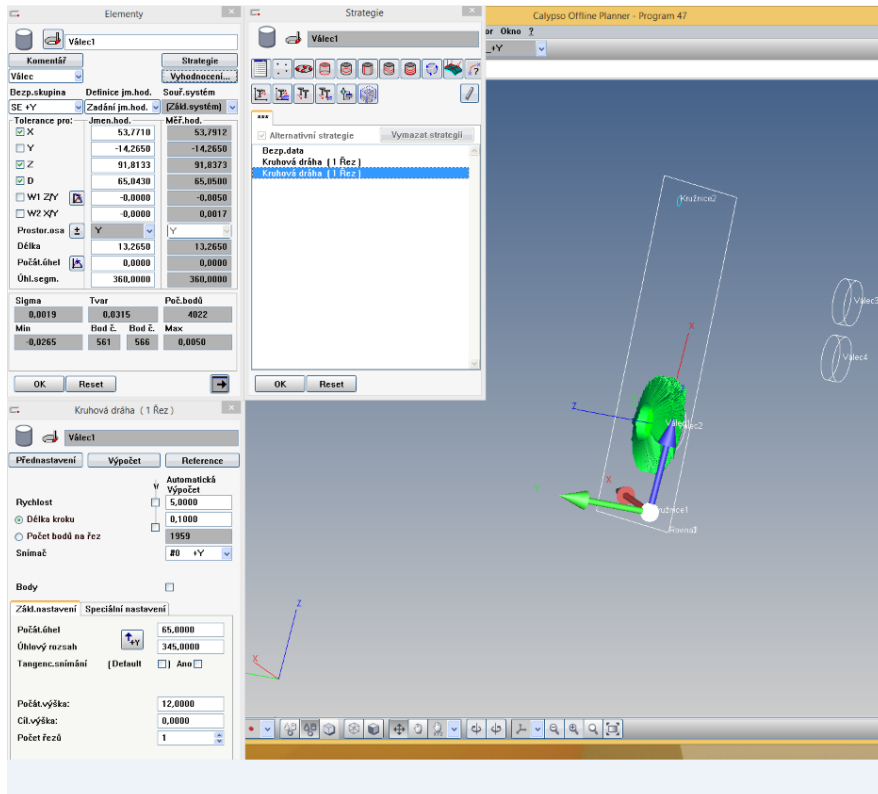 Elementy
Válec1
Kamentář
Strategie
Válec
Vyhodnocení...
Bezp.skupina Definice jm.hod. Souř.systém
SE +Y Zadání jm.hod. (Zákl.systém)
Tolerance pro: Jmen.hod. Měř.hod.
X 53,7710 53,7912
Y -14,2650 -14,2650
Z 91,8133 91,8373
D 65,0430 65,0500
W1 Z/Y -0,0000 -0,0050
W2 X/Y -0,0000 0,0017
Prostor.osa ± Y Y
Délka 13,2650 13,2650
Počát.úhel 0,0000 0,0000
Úhl.segm. 360,0000 360,0000
Sigma Tvar Poč.bodů
0,0019 0,0315 4022
Min Bod č. Bod č. Max
-0,0265 561 566 0,0050
OK Reset
Strategie
Válec1
***
Alternativní strategie Vymazat strategii
Bezp.data
Kruhová dráha ( 1 Řez )
Kruhová dráha ( 1 Řez )
OK Reset
Calypso Offline Planner - Program 47
or Okno ?
_+Y
Kružnice2
Válec3
Válec4
X
Z
Y
X
Kružnice1
Z
X
Kruhová dráha ( 1 Řez )
Válec1
Přednastavení Výpočet Reference
Automatická
Výpočet
Rychlost 5,0000
Délka kroku 0,1000
Počet bodů na řez 1959
Snímač #0 +Y
Body
Zákl.nastavení Speciální nastavení
Počát.úhel 65,0000
+Y
Úhlový rozsah 345,0000
Tangenc.snímání (Default ) Ano
Počát.výška: 12,0000
Cíl.výška: 0,0000
Počet řezů 1